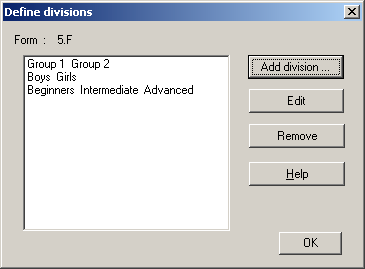 Define divisions
Form : 5.F
Group 1 Group 2
Boys Girls
Beginners Intermediate Advanced
Add division ...
Edit
Remove
Help
OK